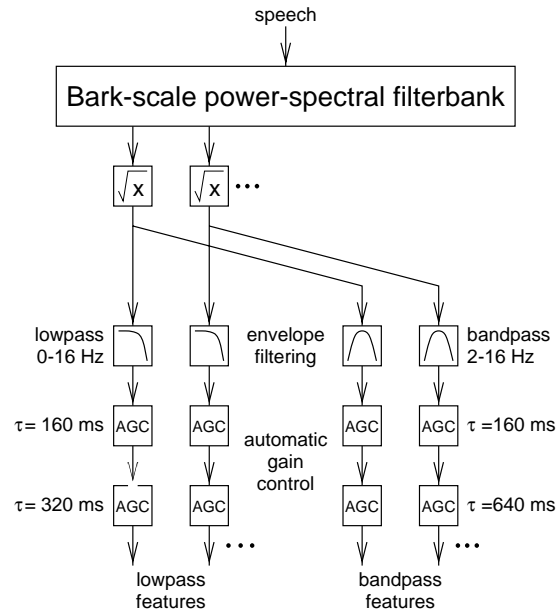 speech
Bark-scale power-spectral filterbank
√x √x •••
lowpass
0-16 Hz
envelope
filtering
bandpass
2-16 Hz
τ= 160 ms
AGC AGC
automatic
gain
control
AGC AGC
τ=160 ms
τ= 320 ms
AGC AGC
AGC AGC
τ=640 ms
•••
•••
lowpass
features
bandpass
features